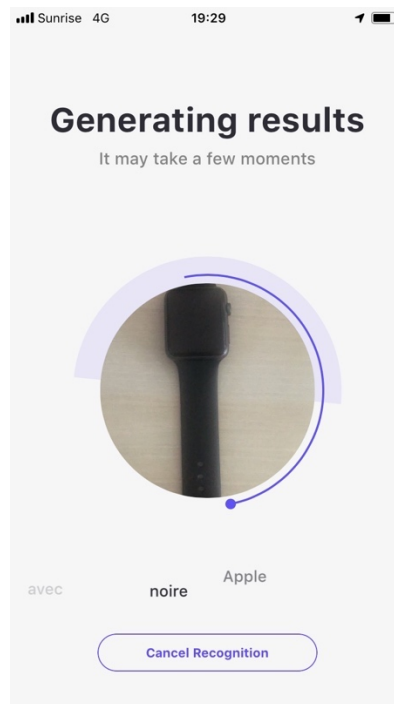 Sunrise 4G 19:29
Generating results
It may take a few moments
avec noire Apple
Cancel Recognition